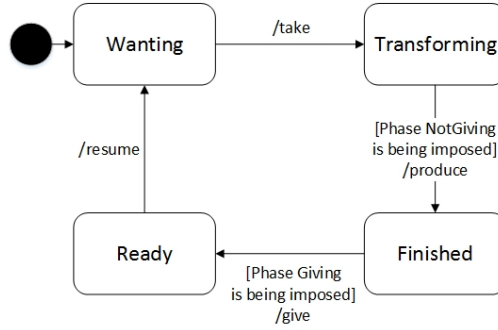 Wanting
/take
Transforming
[Phase NotGiving
is being imposed]
/produce
/resume
Ready
[Phase Giving
is being imposed]
/give
Finished